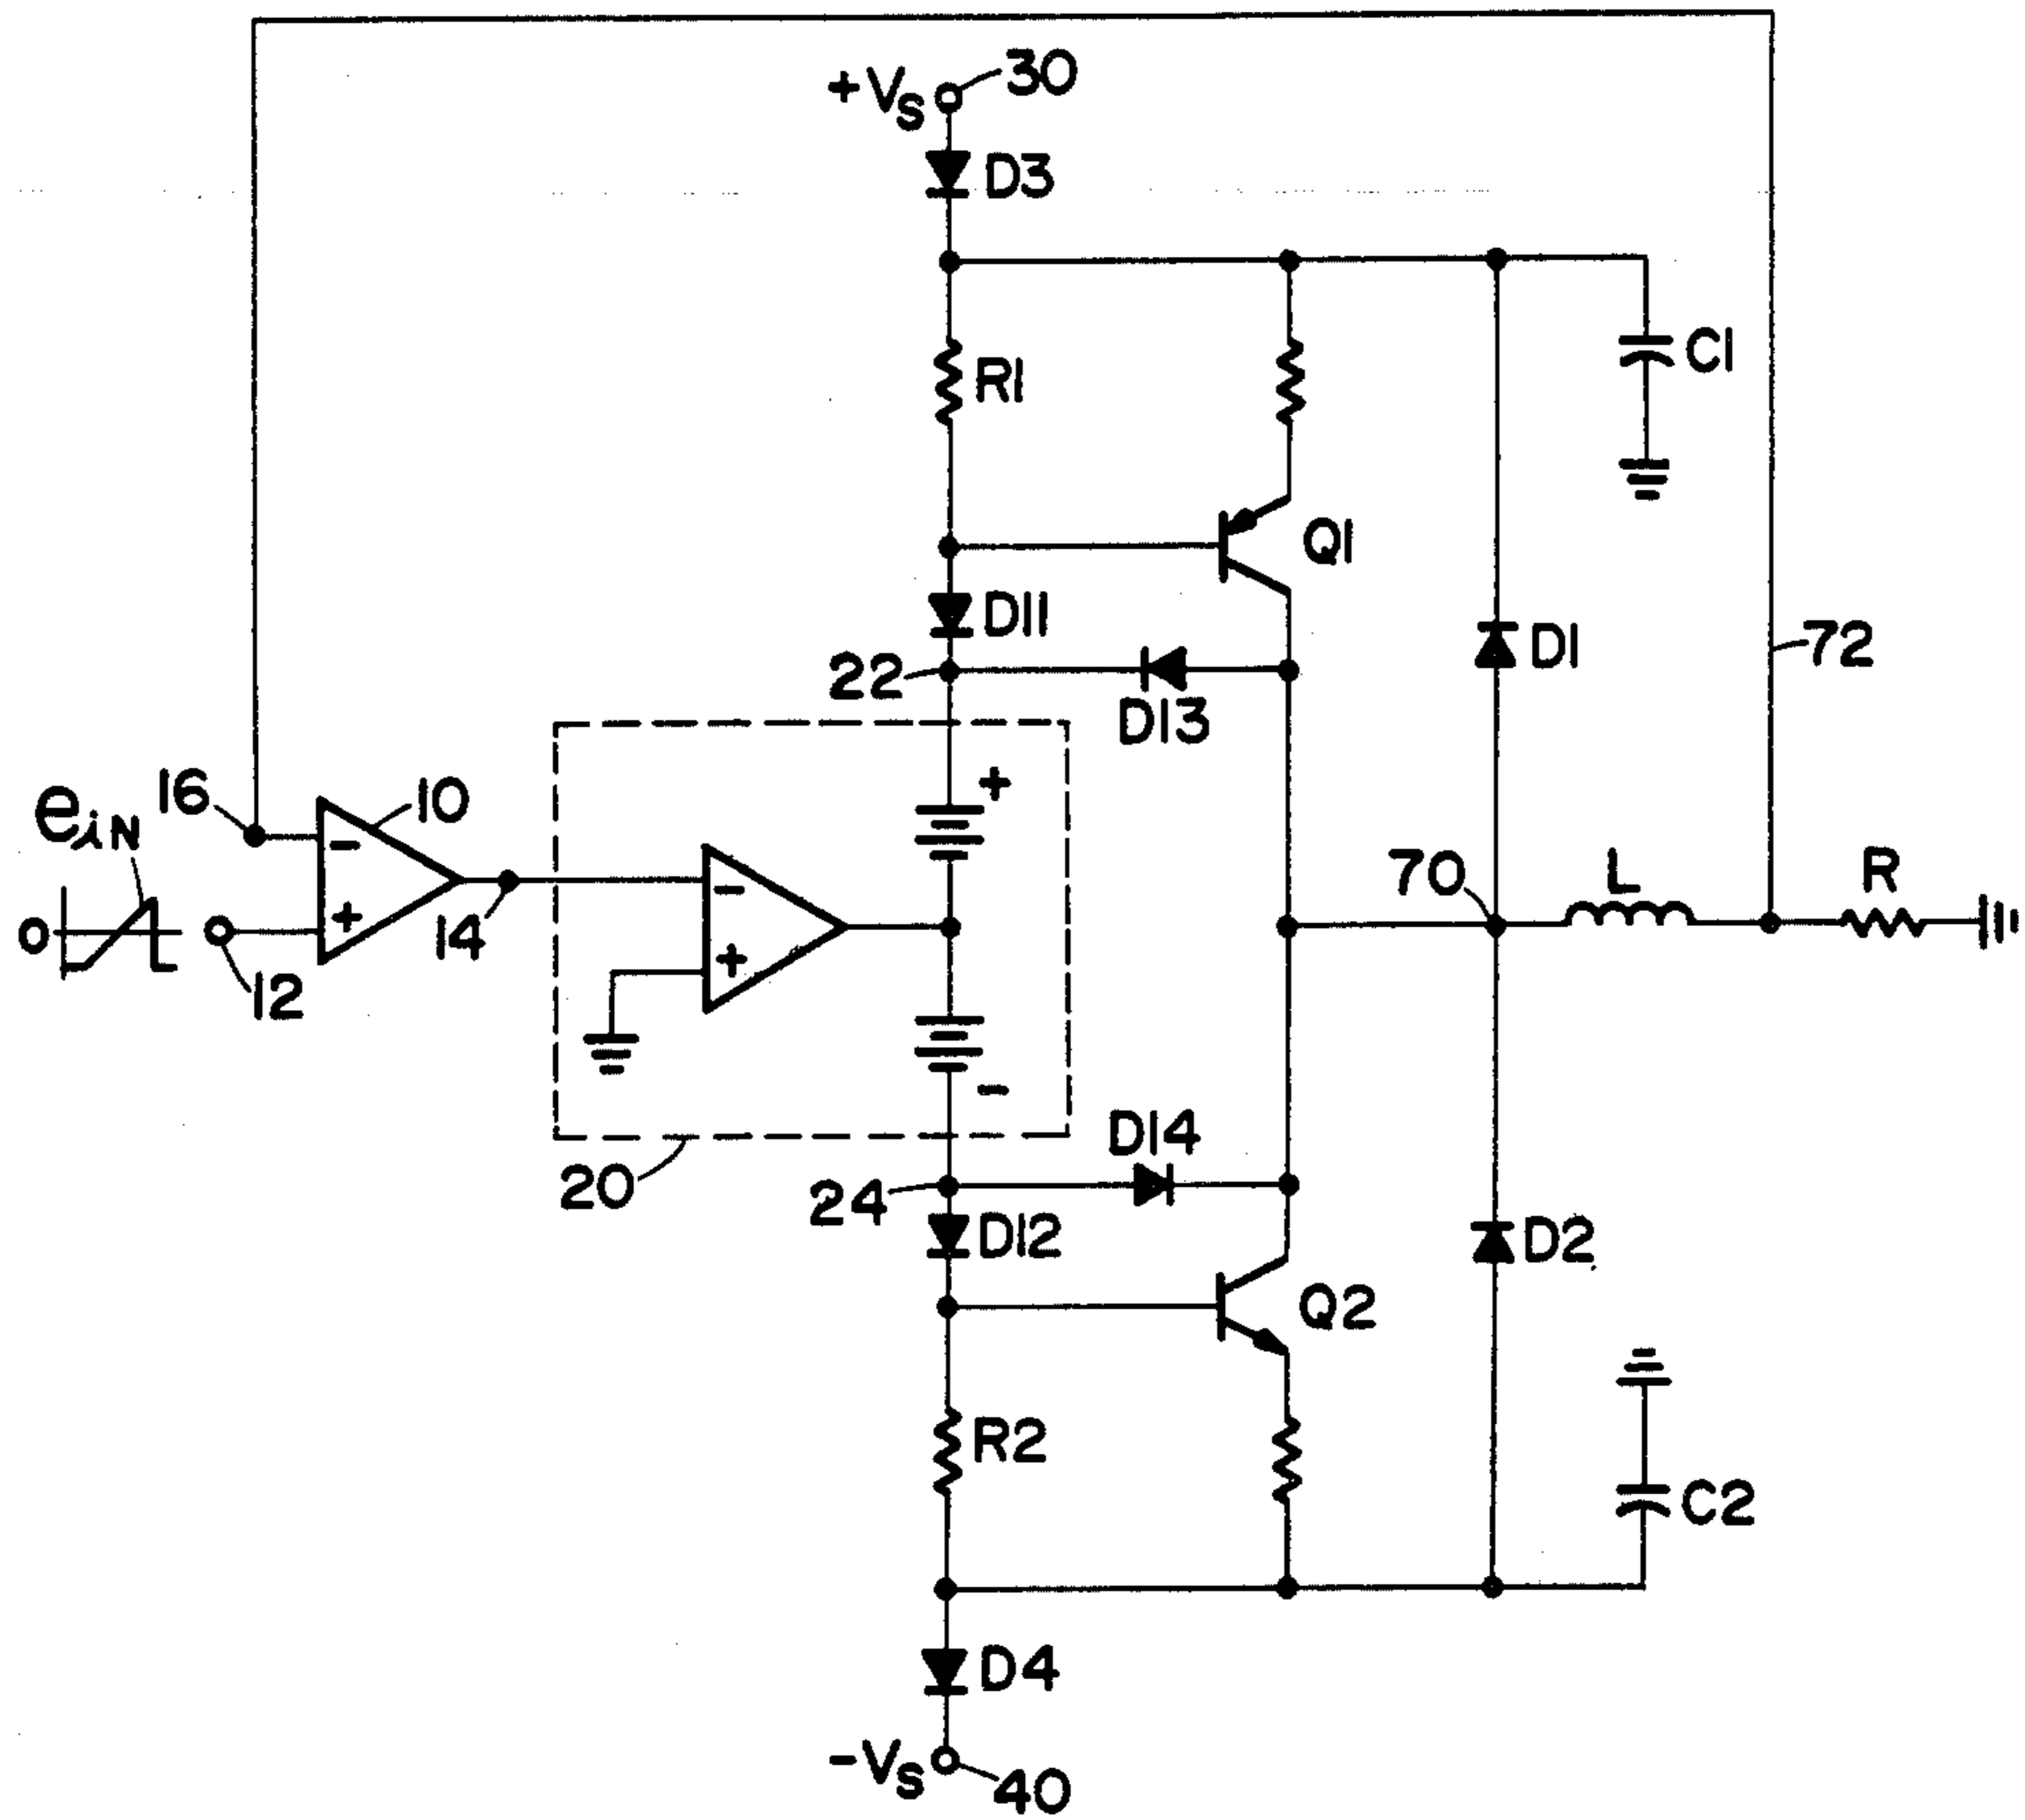 +Vs 30
D3
R1
C1
Q1
D11
D1
72
22
D13
+
16
10
eiN
-
70
L
R
0
+
14
-
+
12
-
D14
20
24
D12
D2
Q2
R2
C2
D4
-Vs
40